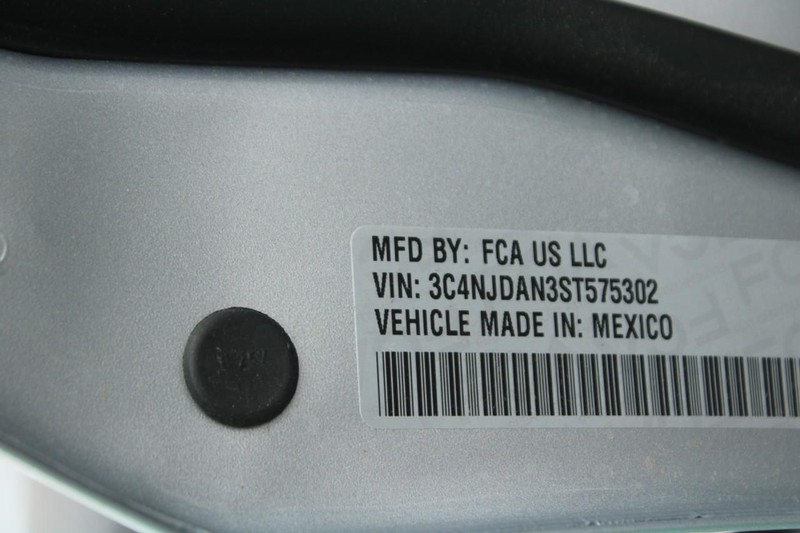 MFD BY: FCA US LLC
VIN: 3C4NJDAN3ST575302
VEHICLE MADE IN: MEXICO